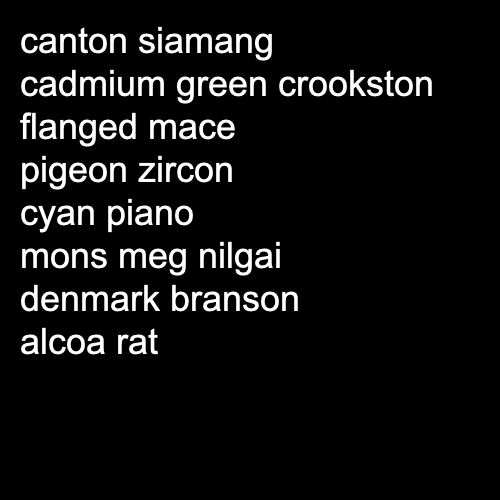 canton siamang
cadmium green crookston
flanged mace
pigeon zircon
cyan piano
mons meg nilgai
denmark branson
alcoa rat